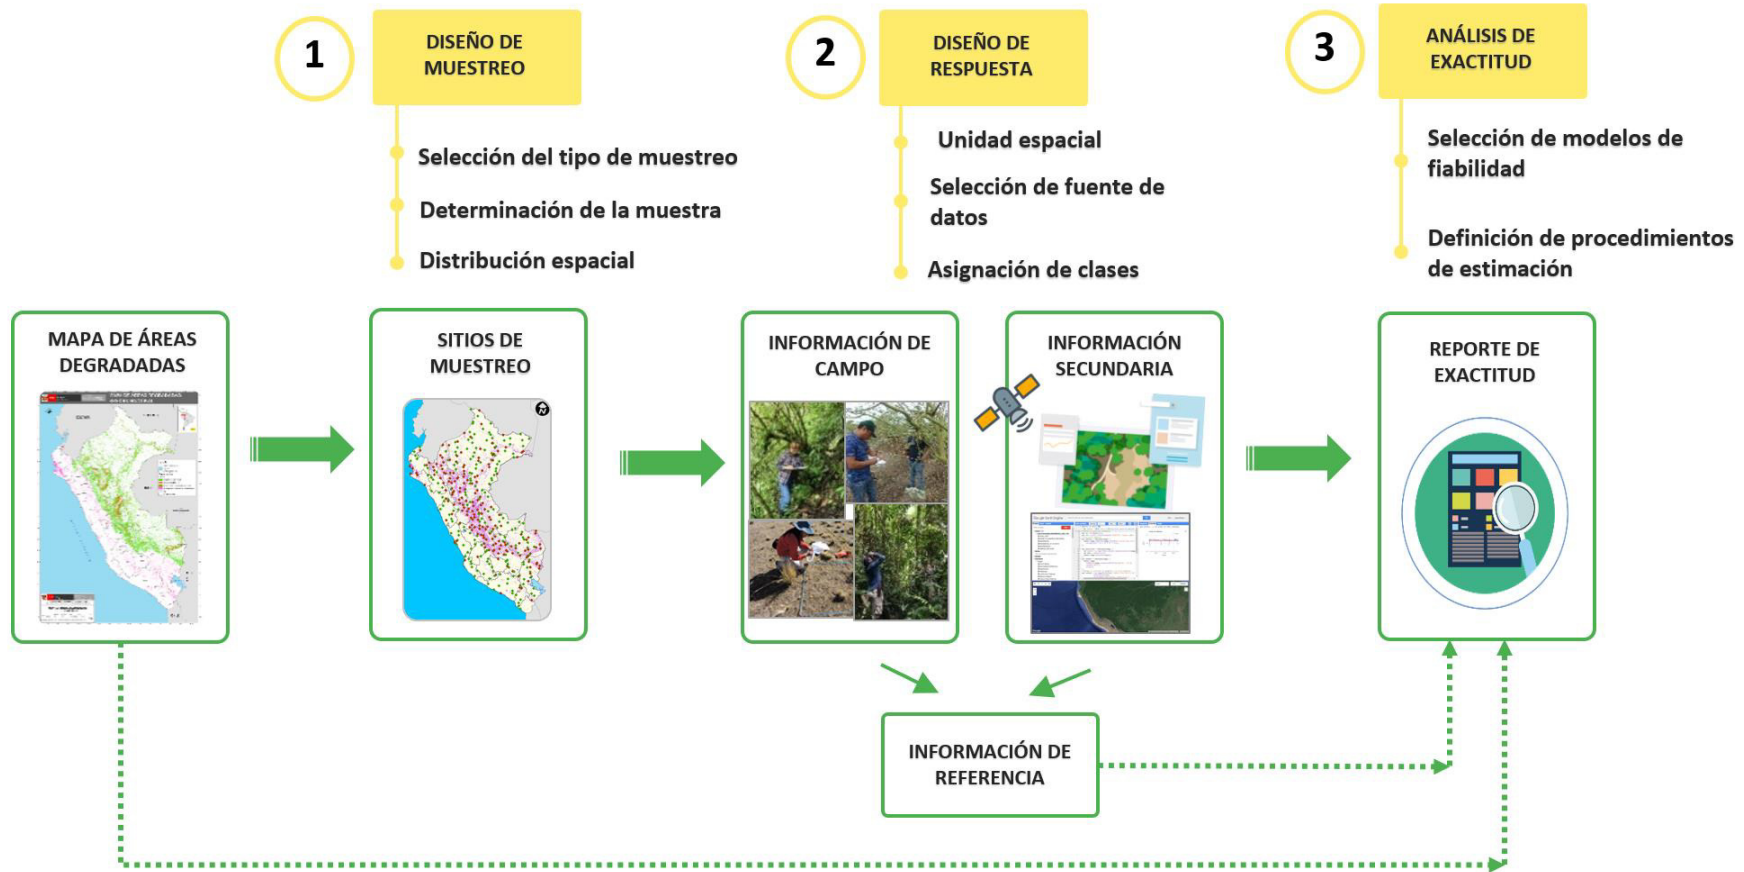 1
DISEÑO DE
MUESTREO
Selección del tipo de muestreo
Determinación de la muestra
Distribución espacial
2
DISEÑO DE
RESPUESTA
Unidad espacial
Selección de fuente de
datos
Asignación de clases
3
ANÁLISIS DE
EXACTITUD
Selección de modelos de
fiabilidad
Definición de procedimientos
de estimación
MAPA DE ÁREAS
DEGRADADAS
SITIOS DE
MUESTREO
INFORMACIÓN DE
CAMPO
INFORMACIÓN
SECUNDARIA
REPORTE DE
EXACTITUD
INFORMACIÓN DE
REFERENCIA